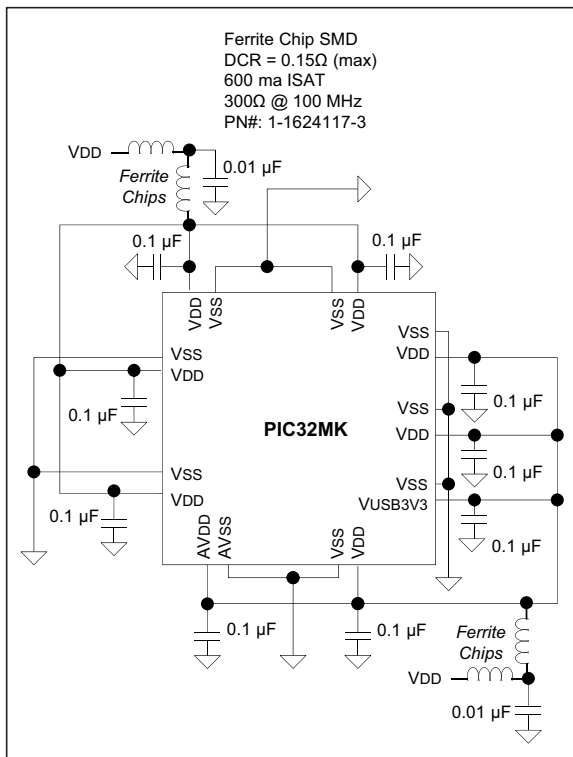 Ferrite Chip SMD
DCR = 0.15Ω (max)
600 ma ISAT
300Ω @ 100 MHz
PN#: 1-1624117-3
VDD
0.01 µF
Ferrite
Chips
0.1 µF
0.1 µF
VDD
VSS
VSS
VDD
VSS
VDD
0.1 µF
VSS
VDD
0.1 µF
PIC32MK
VSS
VDD
0.1 µF
VSS
VDD
0.1 µF
VSS
VUSB3V3
0.1 µF
AVDD
AVSS
VSS
VDD
0.1 µF
0.1 µF
Ferrite
Chips
VDD
0.01 µF